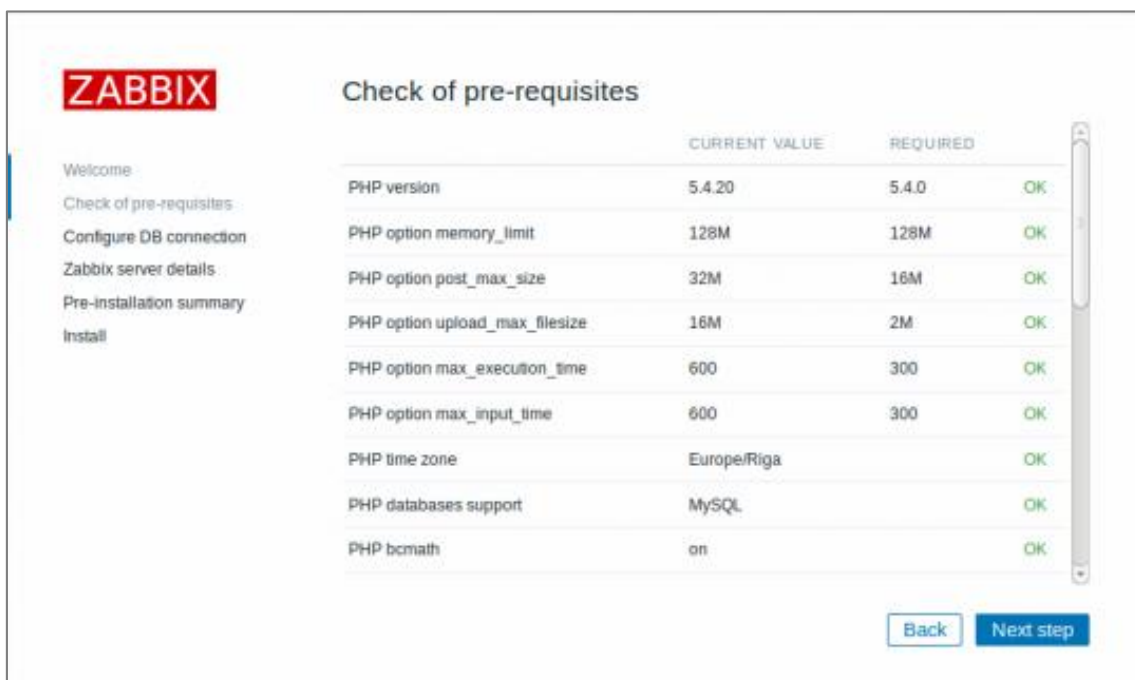 ZABBIX
Check of pre-requisites
CURRENT VALUE REQUIRED
Welcome
Check of pre-requisites
Configure DB connection
Zabbix server details
Pre-installation summary
Install
PHP version 5.4.20 5.4.0 OK
PHP option memory_limit 128M 128M OK
PHP option post_max_size 32M 16M OK
PHP option upload_max_filesize 16M 2M OK
PHP option max_execution_time 600 300 OK
PHP option max_input_time 600 300 OK
PHP time zone Europe/Riga OK
PHP databases support MySQL OK
PHP bcmath on OK
Back Next step